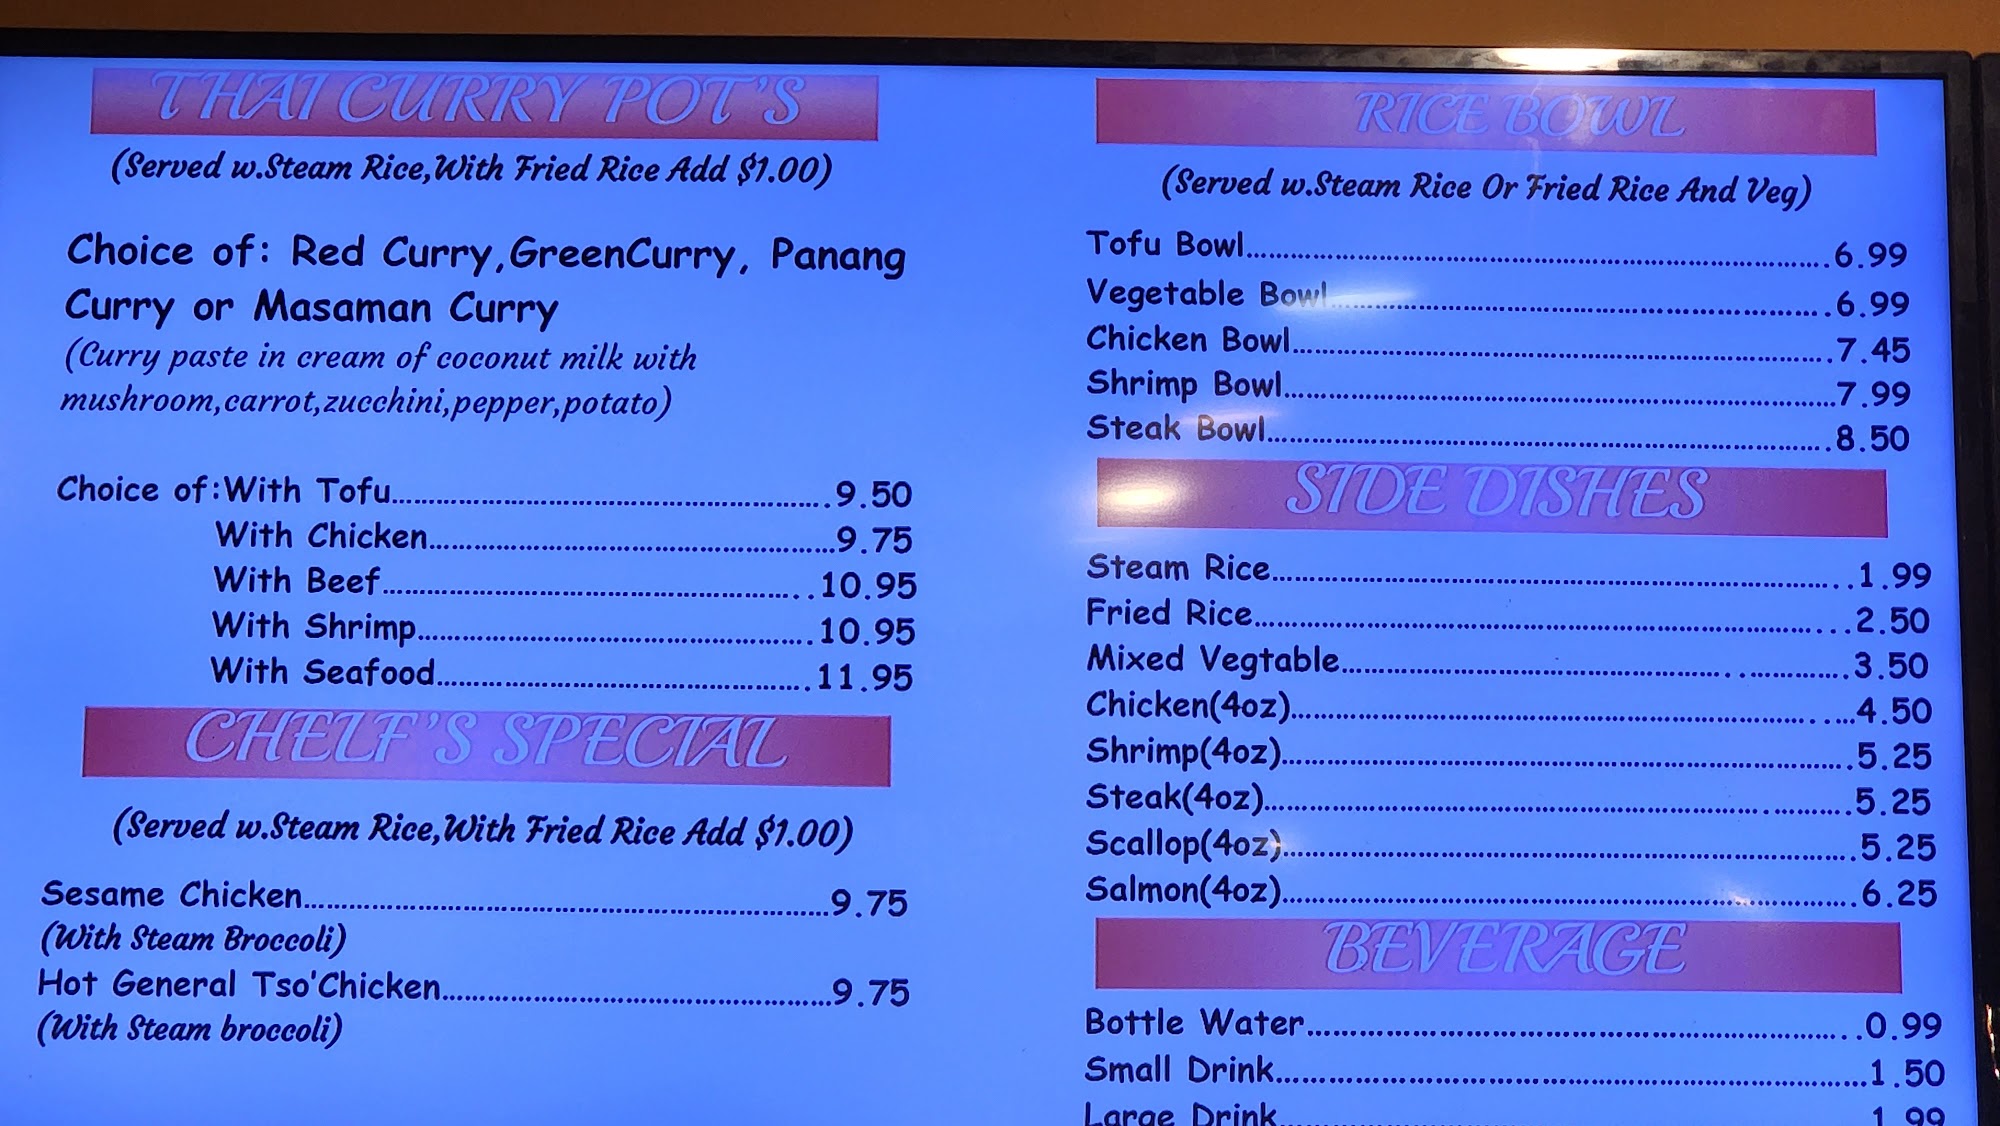 THAI CURRY POT'S
(Served w.Steam Rice,With Fried Rice Add $1.00)
Choice of: Red Curry,GreenCurry, Panang
Curry or Masaman Curry
(Curry paste in cream of coconut milk with
mushroom,carrot,zucchini,pepper,potato)
Choice of:With Tofu 9.50
With Chicken 9.75
With Beef 10.95
With Shrimp 10.95
With Seafood 11.95
CHELF'S SPECIAL
(Served w.Steam Rice,With Fried Rice Add $1.00)
Sesame Chicken 9.75
(With Steam Broccoli)
Hot General Tso'Chicken 9.75
(With Steam broccoli)
RICE BOWL
(Served w.Steam Rice Or Fried Rice And Veg)
Tofu Bowl 6.99
Vegetable Bowl 6.99
Chicken Bowl 7.45
Shrimp Bowl 7.99
Steak Bowl 8.50
SIDE DISHES
Steam Rice 1.99
Fried Rice 2.50
Mixed Vegtable 3.50
Chicken(4oz) 4.50
Shrimp(4oz) 5.25
Steak(4oz) 5.25
Scallop(4oz) 5.25
Salmon(4oz) 6.25
BEVERAGE
Bottle Water 0.99
Small Drink 1.50
Large Drink 1.99